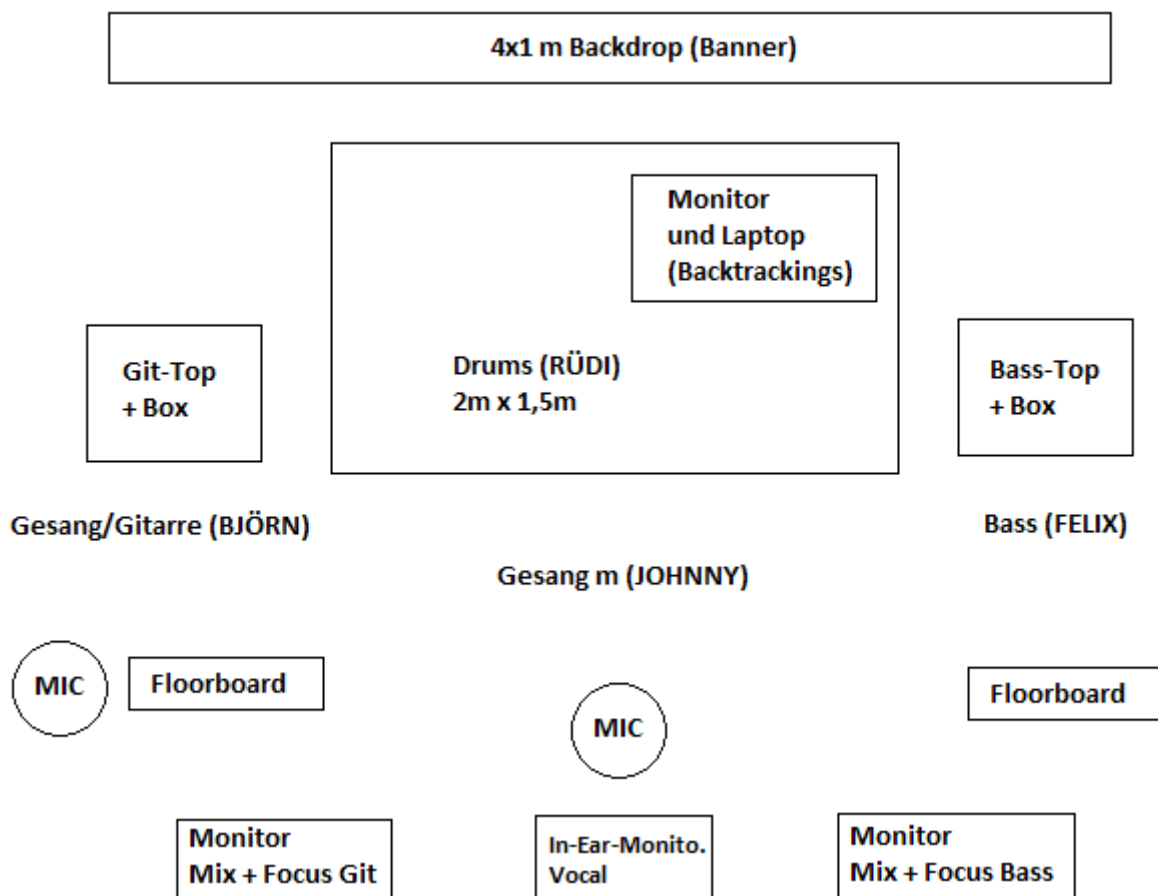 4x1 m Backdrop (Banner)
Monitor
und Laptop
(Backtrackings)
Git-Top
+ Box
Drums (RÜDI)
2m x 1,5m
Bass-Top
+ Box
Gesang/Gitarre (BJÖRN)
Bass (FELIX)
Gesang m (JOHNNY)
MIC
Floorboard
MIC
Floorboard
Monitor
Mix + Focus Git
In-Ear-Monito.
Vocal
Monitor
Mix + Focus Bass